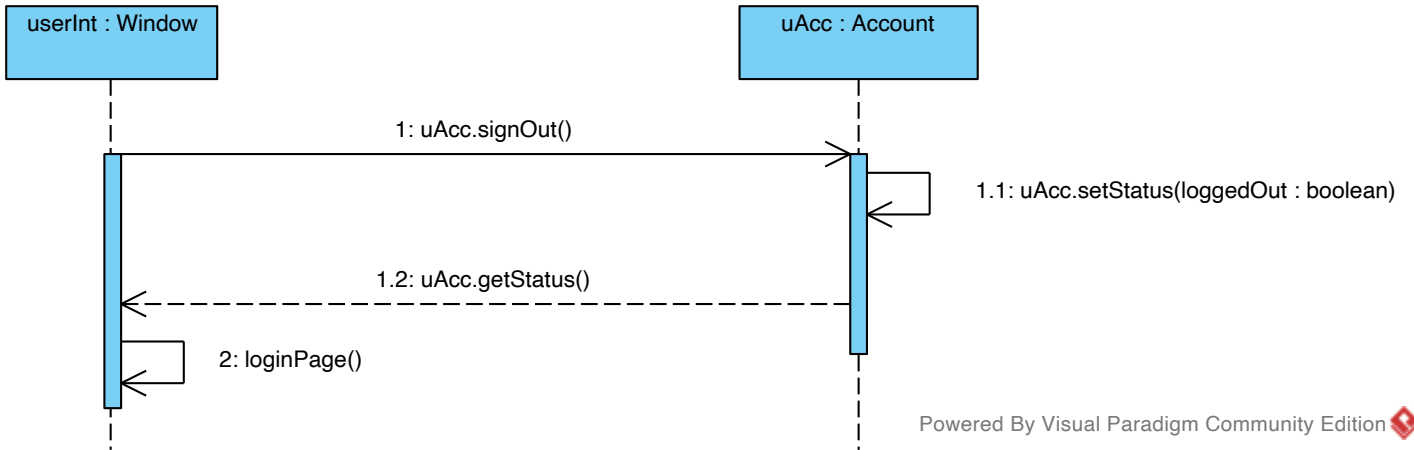 userInt : Window
uAcc : Account
1: uAcc.signOut()
1.1: uAcc.setStatus(loggedOut : boolean)
1.2: uAcc.getStatus()
2: loginPage()
Powered By Visual Paradigm Community Edition